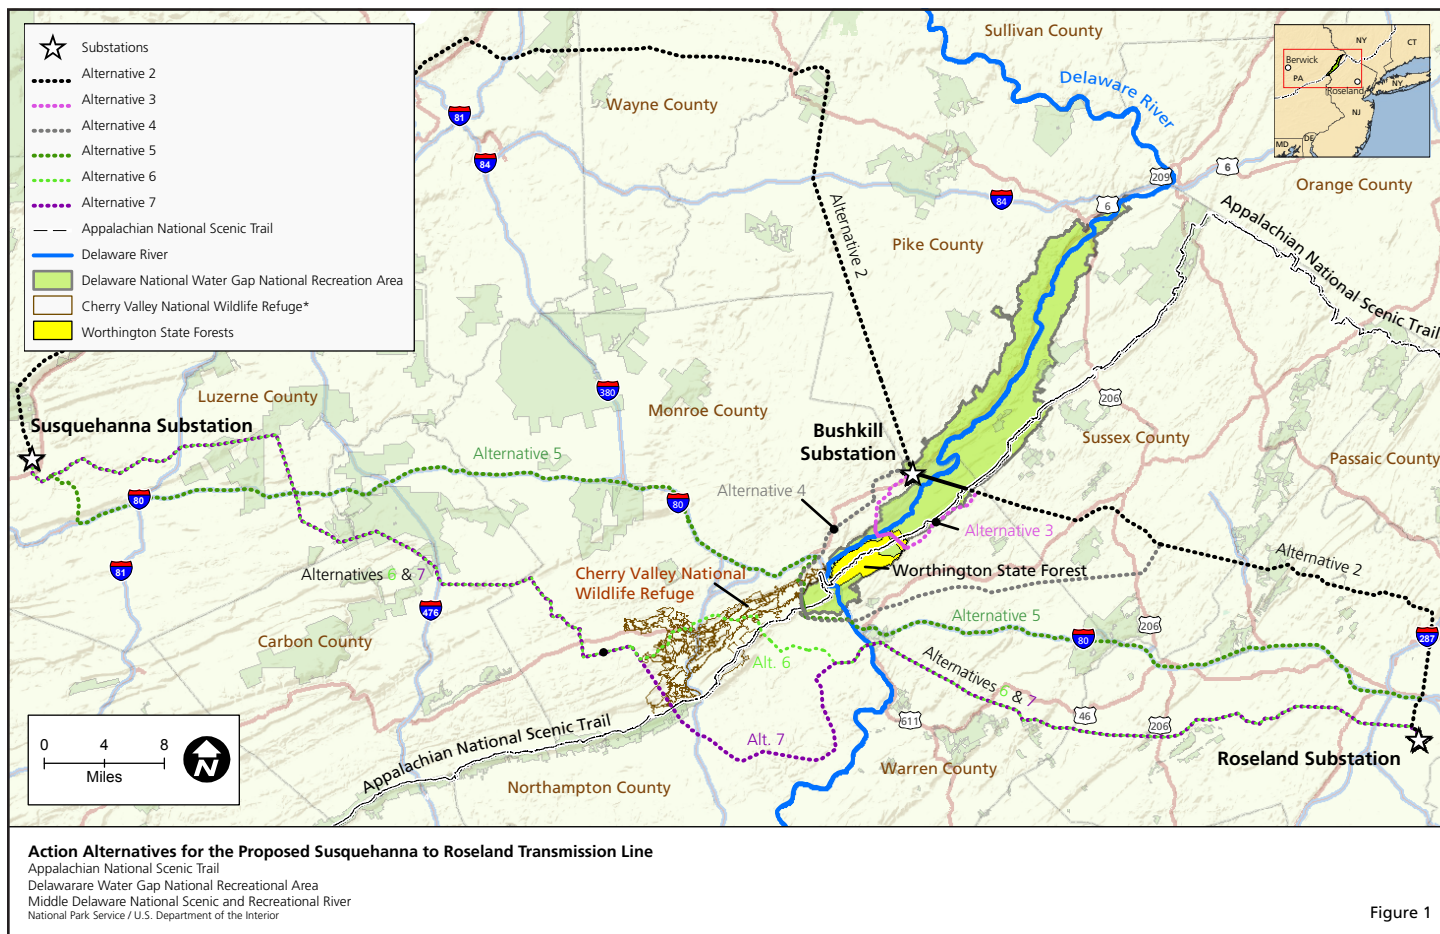 Substations
Alternative 2
Alternative 3
Alternative 4
Alternative 5
Alternative 6
Alternative 7
Appalachian National Scenic Trail
Delaware River
Delaware National Water Gap National Recreation Area
Cherry Valley National Wildlife Refuge*
Worthington State Forests
Sullivan County
Delaware River
Wayne County
81
84
209
6
6
84
Orange County
NY
CT
Berwick
PA
Roseland
NY
NJ
MD
DE
Appalachian National Scenic Trail
Alternative 2
Pike County
Luzerne County
380
Monroe County
206
Sussex County
Passaic County
Susquehanna Substation
Bushkill
Substation
Alternative 5
80
80
Alternative 4
Alternative 3
Alternative 2
81
Alternatives 6 & 7
476
Cherry Valley National
Wildlife Refuge
Worthington State Forest
Alternative 5
206
80
287
Carbon County
Alt. 6
Alternatives 6 & 7
611
46
206
Alt. 7
Appalachian National Scenic Trail
Roseland Substation
Warren County
Northampton County
0 4 8
Miles
N
Action Alternatives for the Proposed Susquehanna to Roseland Transmission Line
Appalachian National Scenic Trail
Delawarare Water Gap National Recreational Area
Middle Delaware National Scenic and Recreational River
National Park Service / U.S. Department of the Interior
Figure 1